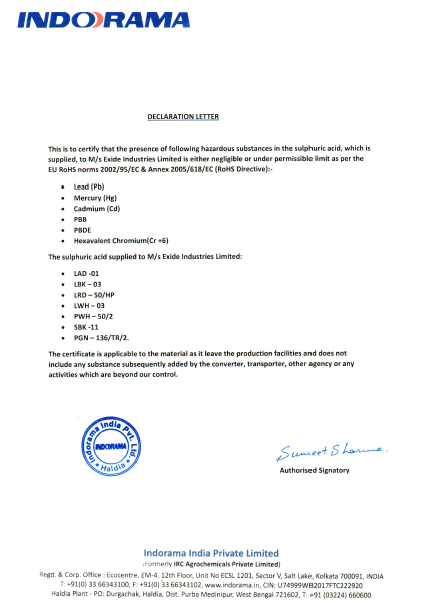 INDORAMA
DECLARATION LETTER
This is to certify that the presence of following hazardous substances in the sulphuric acid, which is
supplied, to M/s Exide Industries Limited is either negligible or under permissible limit as per the
EU RoHS norms 2002/95/EC & Annex 2005/618/EC (RoHS Directive):-
• Lead (Pb)
• Mercury (Hg)
• Cadmium (Cd)
• PBB
• PBDE
• Hexavalent Chromium(Cr +6)
The sulphuric acid supplied to M/s Exide Industries Limited:
• LAD -01
• LBK – 03
• LRD – 50/HP
• LWH – 03
• PWH – 50/2
• SBK -11
• PGN – 136/TR/2.
The certificate is applicable to the material as it leave the production facilities and does not
include any substance subsequently added by the converter, transporter, other agency or any
activities which are beyond our control.
Indorama India Pvt. Ltd.
INDORAMA
* Haldia *
Sumeet Sharma.
Authorised Signatory
Indorama India Private Limited
(Formerly IRC Agrochemicals Private Limited)
Regd. & Corp. Office : Ecocentre, EM-4, 12th Floor, Unit No ECSL 1201, Sector V, Salt Lake, Kolkata 700091, INDIA
T: +91(0) 33 66343100, F: +91(0) 33 66343102, www.indorama.in, CIN: U74999WB2017FTC222920
Haldia Plant - PO: Durgachak, Haldia, Dist. Purba Medinipur, West Bengal 721602, T: +91 (03224) 660600